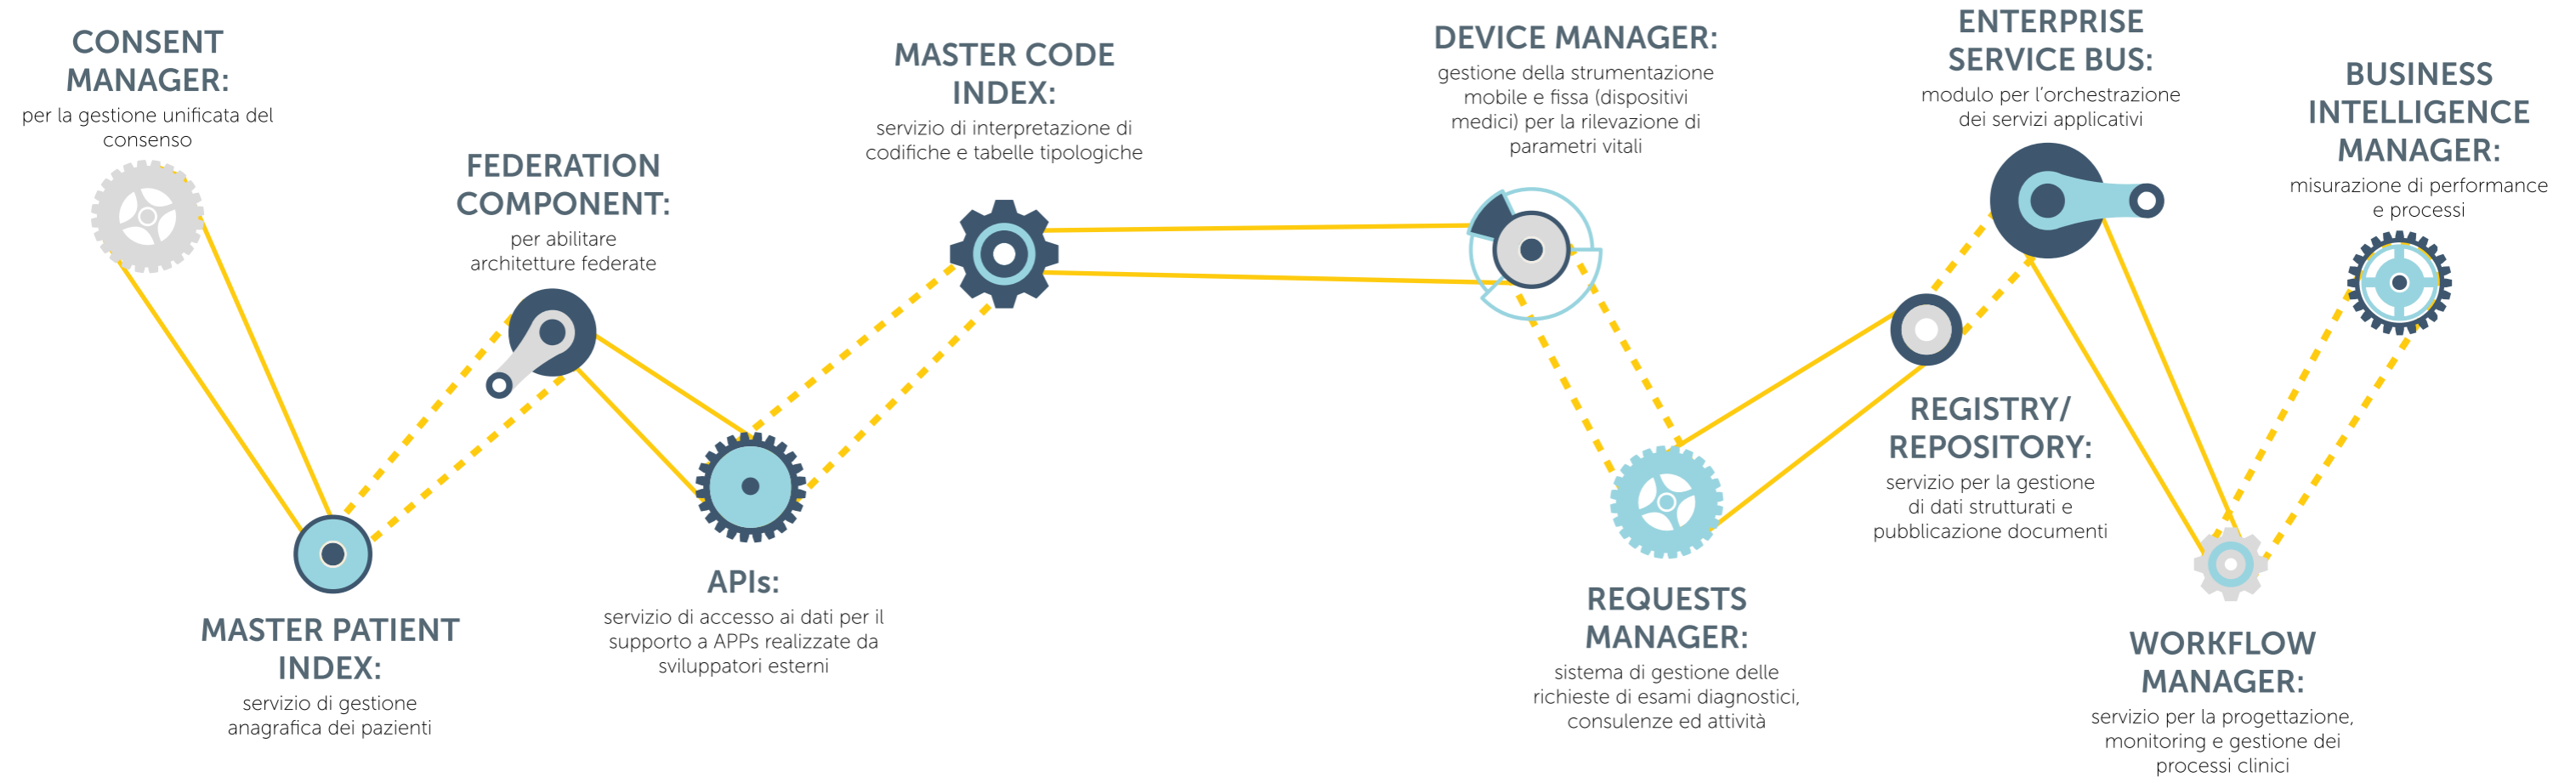 CONSENT
MANAGER:
per la gestione unificata del
consenso
MASTER PATIENT
INDEX:
servizio di gestione
anagrafica dei pazienti
FEDERATION
COMPONENT:
per abilitare
architetture federate
APIs:
servizio di accesso ai dati per il
supporto a APPs realizzate da
sviluppatori esterni
MASTER CODE
INDEX:
servizio di interpretazione di
codifiche e tabelle tipologiche
DEVICE MANAGER:
gestione della strumentazione
mobile e fissa (dispositivi
medici) per la rilevazione di
parametri vitali
REQUESTS
MANAGER:
sistema di gestione delle
richieste di esami diagnostici,
consulenze ed attività
REGISTRY/
REPOSITORY:
servizio per la gestione
di dati strutturati e
pubblicazione documenti
ENTERPRISE
SERVICE BUS:
modulo per l'orchestrazione
dei servizi applicativi
WORKFLOW
MANAGER:
servizio per la progettazione,
monitoring e gestione dei
processi clinici
BUSINESS
INTELLIGENCE
MANAGER:
misurazione di performance
e processi